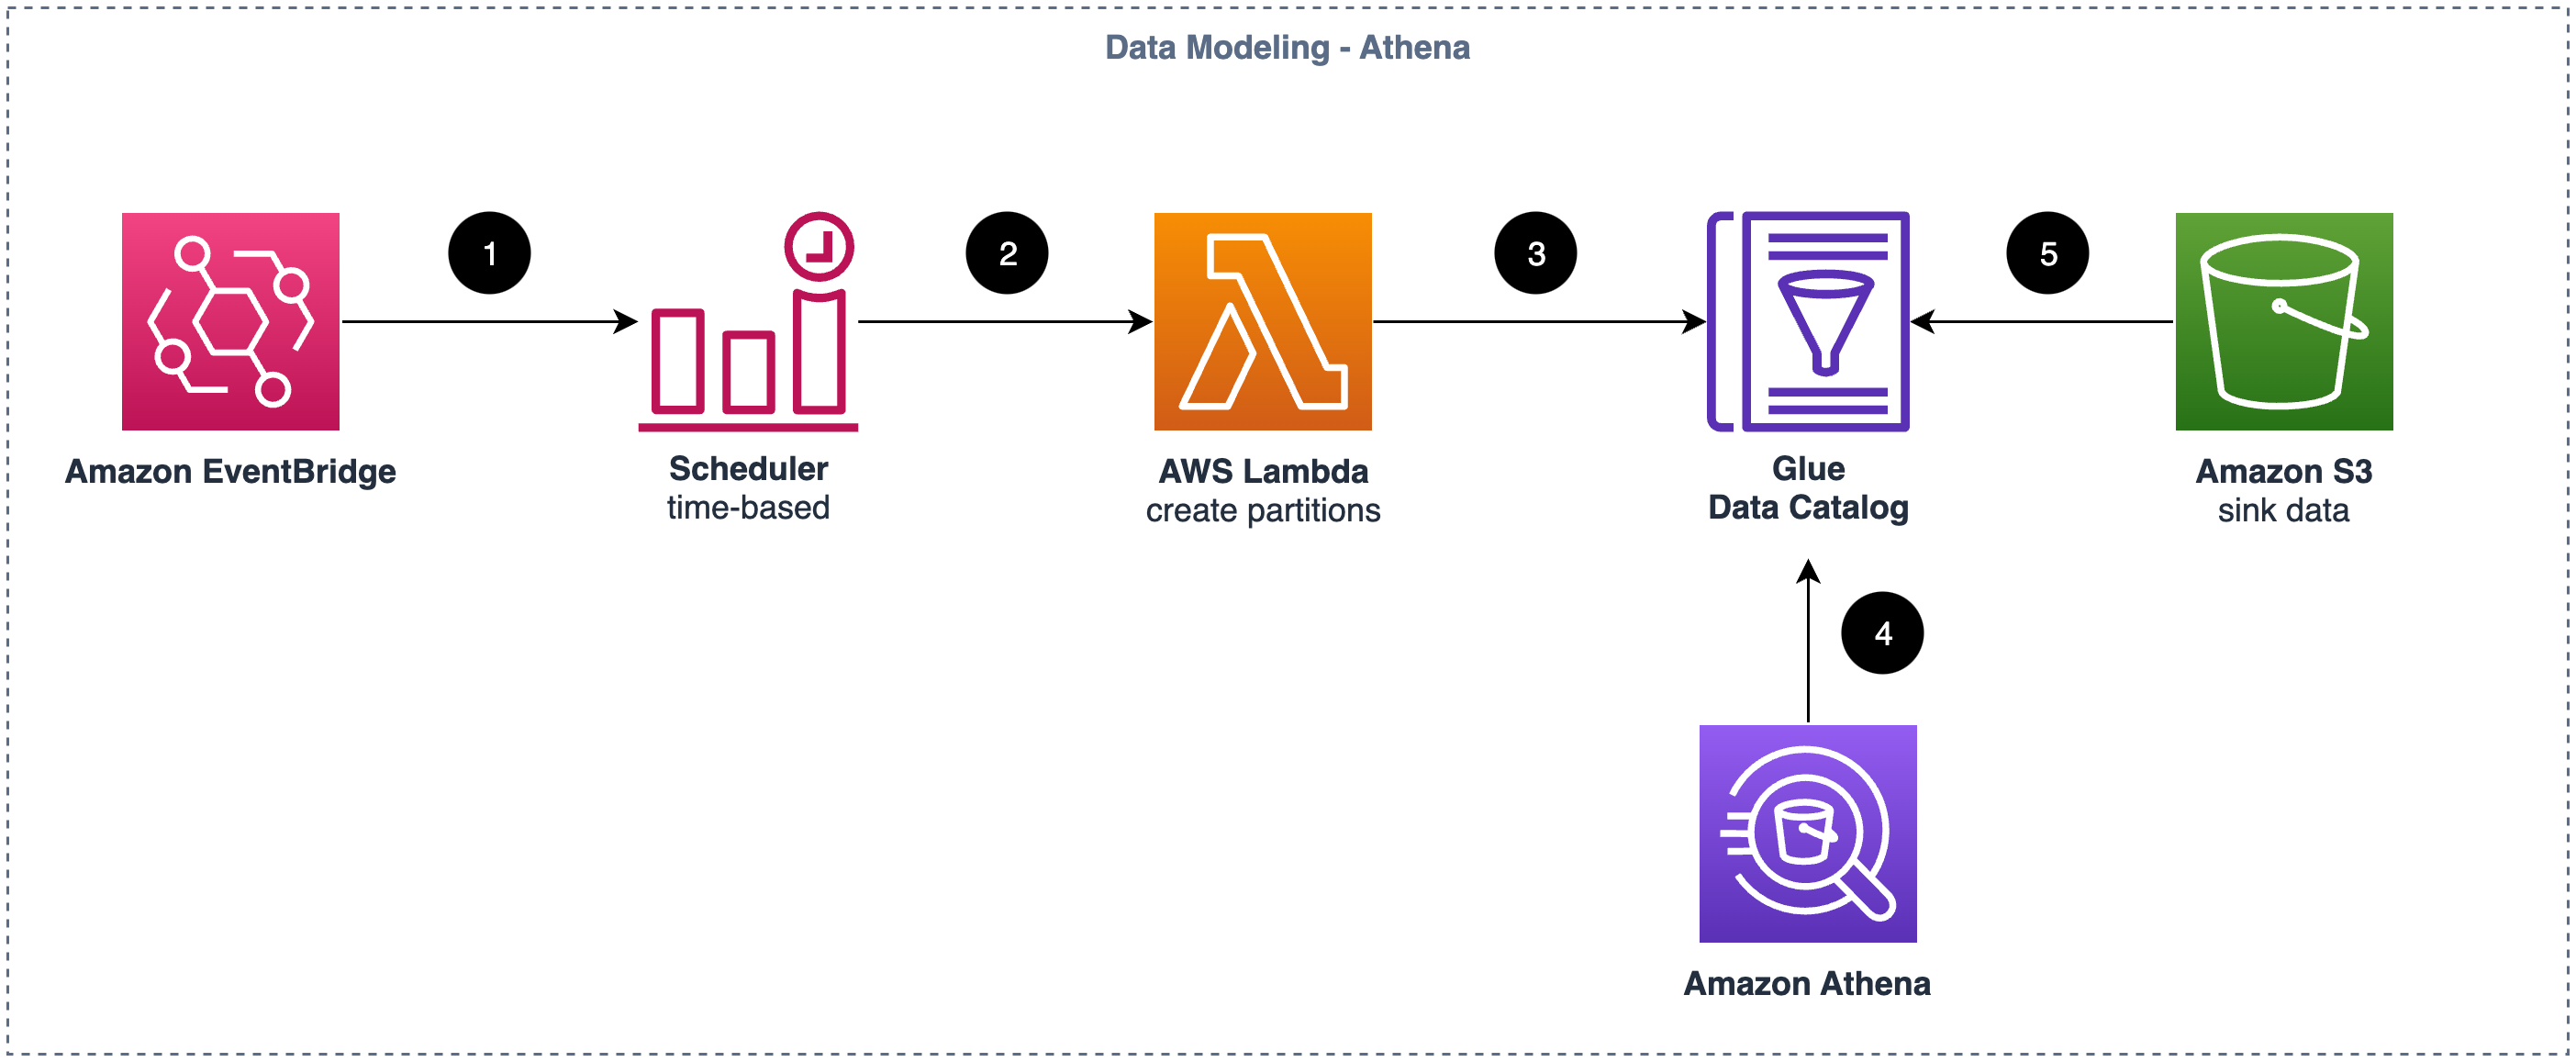 Data Modeling - Athena
1
2
3
5
Amazon EventBridge
Scheduler
time-based
AWS Lambda
create partitions
Glue
Data Catalog
Amazon S3
sink data
4
Amazon Athena